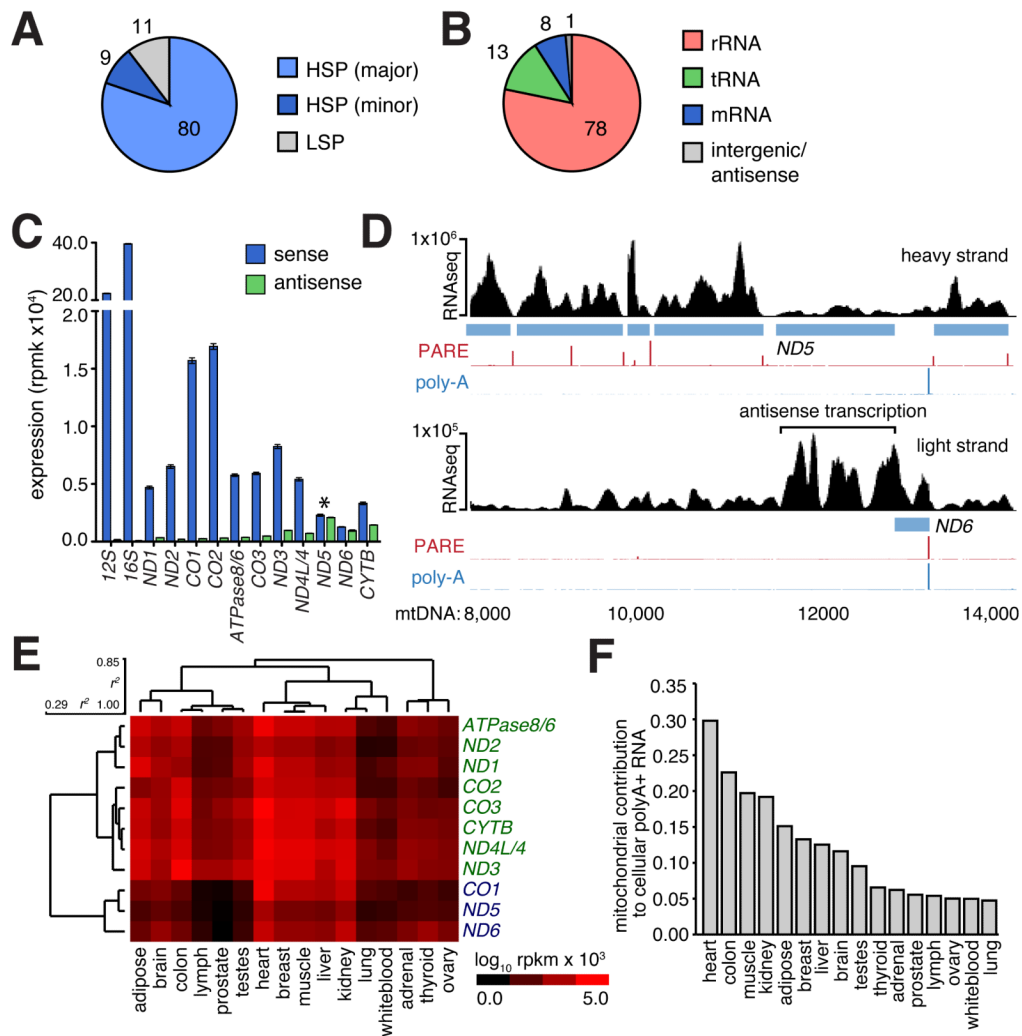 A
11
9
80
HSP (major)
HSP (minor)
LSP
B
8
1
13
78
rRNA
tRNA
mRNA
intergenic/
antisense
C
expression (rpmk x10⁴)
40.0
20.0
2.0
1.5
1.0
0.5
0.0
sense
antisense
*
12S
16S
ND1
ND2
CO1
CO2
ATPase8/6
CO3
ND3
ND4L/4
ND5
ND6
CYTB
D
1x10⁶
RNAseq
heavy strand
PARE
ND5
poly-A
antisense transcription
1x10⁵
RNAseq
light strand
ND6
PARE
poly-A
mtDNA: 8,000 10,000 12000 14,000
E
0.85
r²
0.29 r² 1.00
ATPase8/6
ND2
ND1
CO2
CO3
CYTB
ND4L/4
ND3
CO1
ND5
ND6
adipose
brain
colon
lymph
prostate
testes
heart
breast
muscle
liver
kidney
lung
whiteblood
adrenal
thyroid
ovary
log₁₀ rpkm x 10³
0.0 5.0
F
mitochondrial contribution
to cellular polyA+ RNA
0.35
0.30
0.25
0.20
0.15
0.10
0.05
0.00
heart
colon
muscle
kidney
adipose
breast
liver
brain
testes
thyroid
adrenal
prostate
lymph
ovary
whiteblood
lung